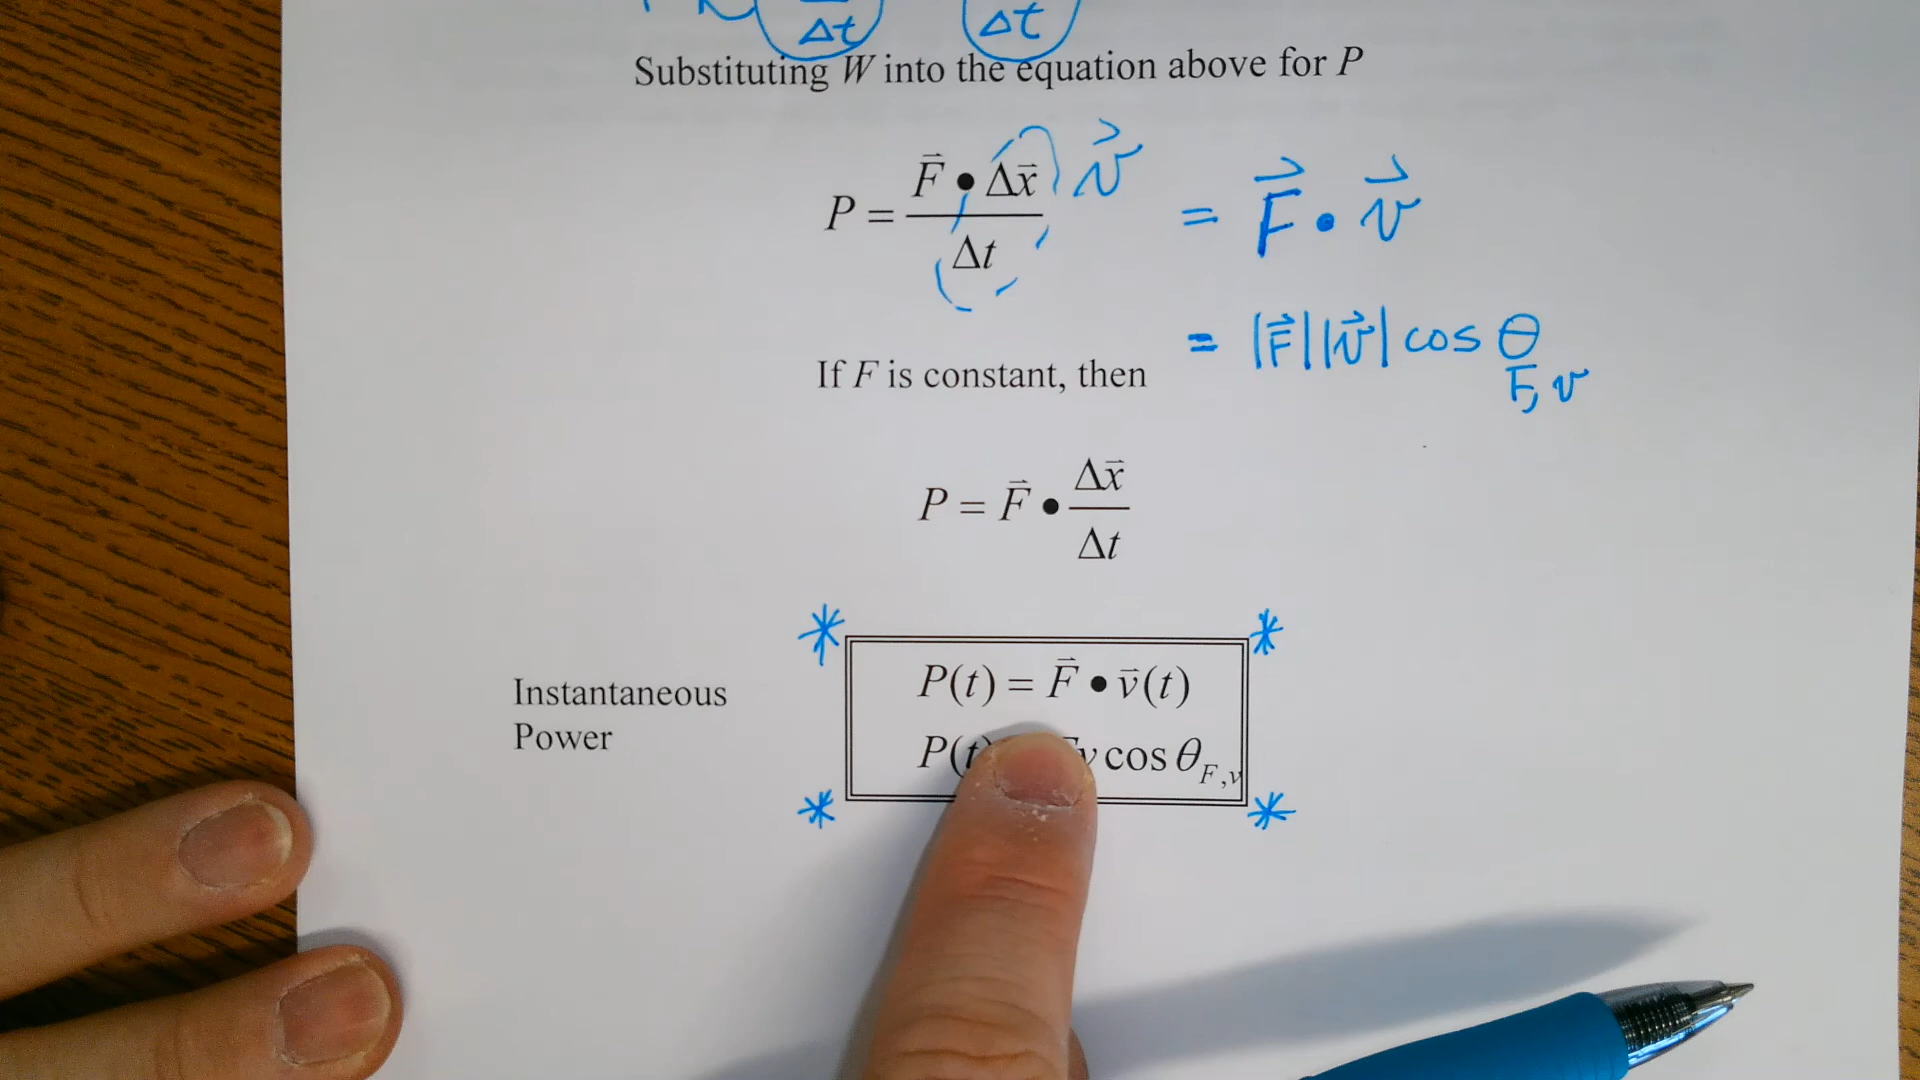 Δt Δt
Substituting W into the equation above for P
P = F⃗ • Δx⃗ / Δt v⃗ = F⃗ • v⃗
= |F⃗||v⃗| cos θ F,v
If F is constant, then
P = F⃗ • Δx⃗ / Δt
Instantaneous
Power
P(t) = F⃗ • v⃗(t)
P(t v cos θ F,v